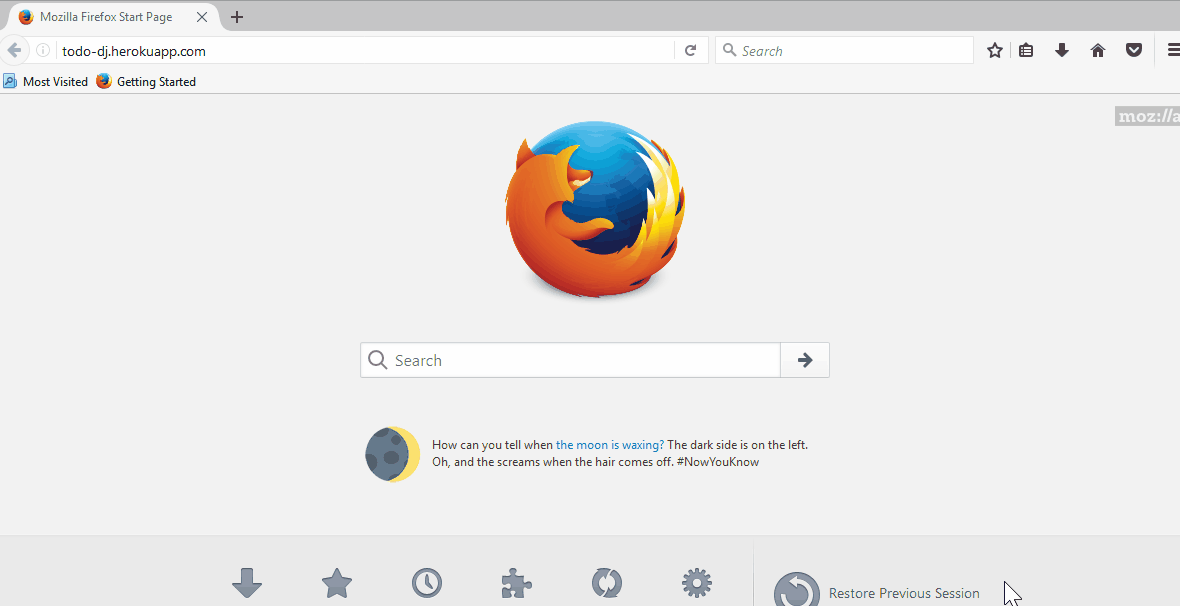 Mozilla Firefox Start Page
todo-dj.herokuapp.com
Search
Most Visited
Getting Started
moz://a
Search
How can you tell when the moon is waxing? The dark side is on the left.
Oh, and the screams when the hair comes off. #NowYouKnow
Restore Previous Session